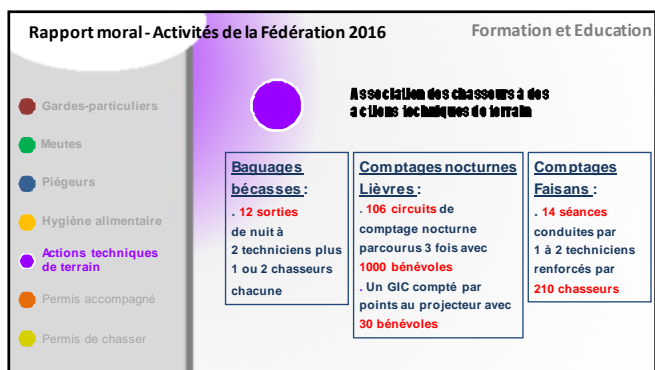 Rapport moral - Activités de la Fédération 2016
Formation et Education
Gardes-particuliers
Meutes
Piégeurs
Hygiène alimentaire
Actions techniques
de terrain
Permis accompagné
Permis de chasser
Association des chasseurs à des
actions techniques de terrain
Baguages
bécasses :
. 12 sorties
de nuit à
2 techniciens plus
1 ou 2 chasseurs
chacune
Comptages nocturnes
Lièvres :
. 106 circuits de
comptage nocturne
parcourus 3 fois avec
1000 bénévoles
. Un GIC compté par
points au projecteur avec
30 bénévoles
Comptages
Faisans :
. 14 séances
conduites par
1 à 2 techniciens
renforcés par
210 chasseurs